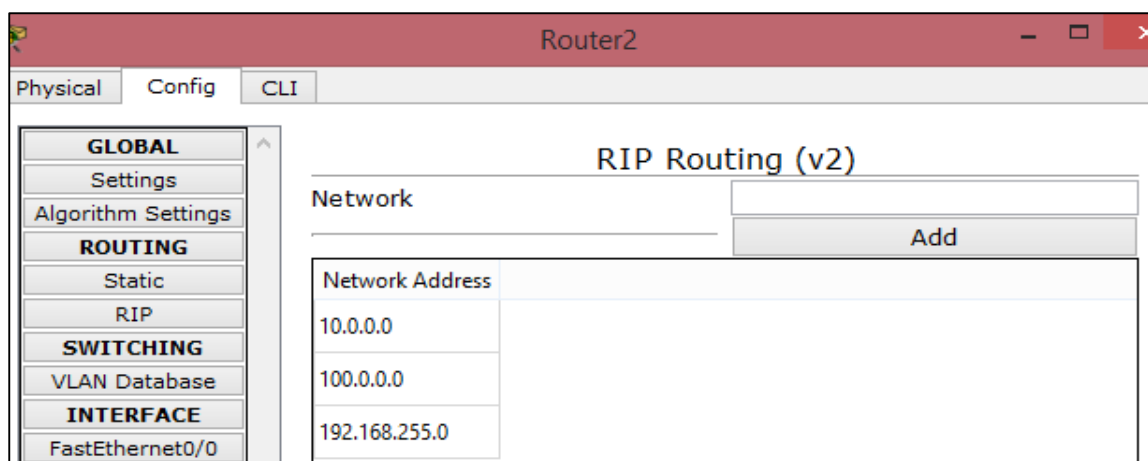 Router2
Physical Config CLI
GLOBAL
Settings
Algorithm Settings
ROUTING
Static
RIP
SWITCHING
VLAN Database
INTERFACE
FastEthernet0/0
RIP Routing (v2)
Network
Add
Network Address
10.0.0.0
100.0.0.0
192.168.255.0